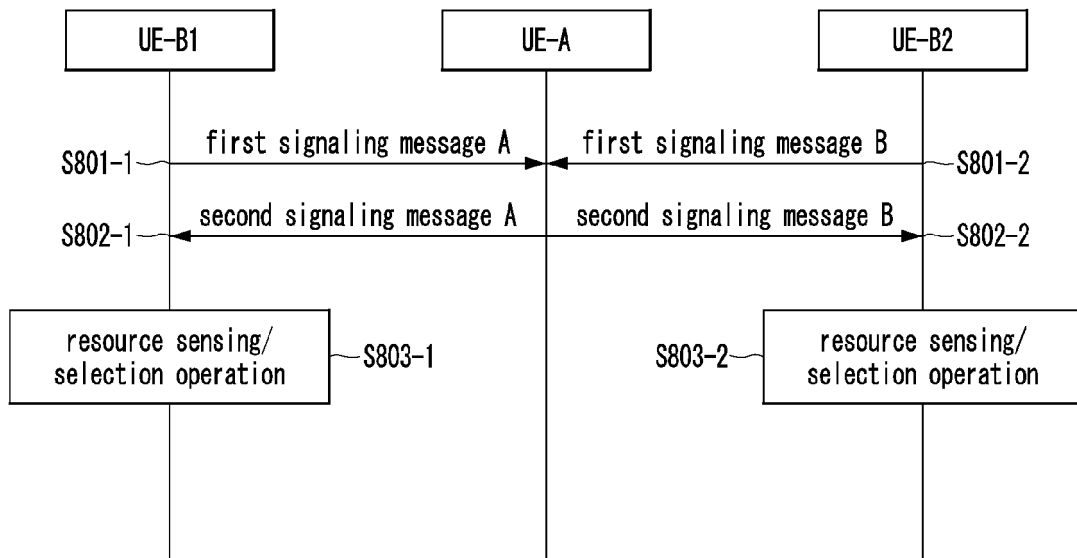 UE-B1
UE-A
UE-B2
first signaling message A
first signaling message B
S801-1
S801-2
second signaling message A
second signaling message B
S802-1
S802-2
resource sensing/
selection operation
S803-1
S803-2
resource sensing/
selection operation